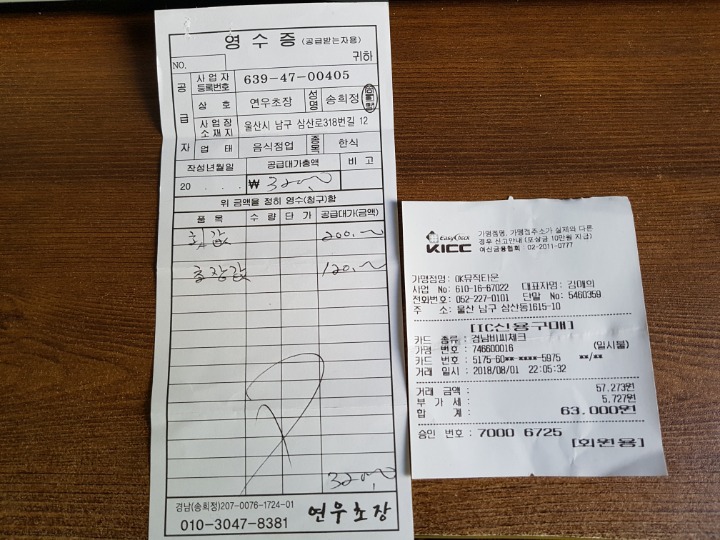 영 수 증 (공급받는자용)
NO.
귀하
공 급 자
사업자 등록번호
639-47-00405
상 호
연우초장
성명
송희정
사업장 소재지
울산시 남구 삼산로318번길 12
업 태
음식점업
종목
한식
작성년월일
공급대가총액
비 고
20 . . .
₩ 320,-
위 금액을 정히 영수(청구)함
품 목
수 량
단 가
공급대가(금액)
회 값
200,-
초장값
120,-
320,-
경남(송희정)207-0076-1724-01
010-3047-8381
연우초장
EasyCheck
KICC
가맹점명, 가맹점주소가 실제와 다른
경우 신고안내 (포상금 10만원 지급)
여신금융협회 02-2011-0777
가맹점명: OK뮤직타운
사업 No: 610-16-67022 대표자명: 김매의
전화번호: 052-227-0101 단말 No: 5460359
주 소: 울산 남구 삼산동1615-10
[IC신용구매]
카드 종류 : 경남비씨체크
가맹 번호 : 746600016 (일시불)
카드 번호 : 5175-60**-****-5975 **/**
거래 일시 : 2018/08/01 22:05:32
거래 금액 : 57,273원
부 가 세 : 5,727원
합 계 : 63,000원
승인 번호 : 7000 6725
[회원용]